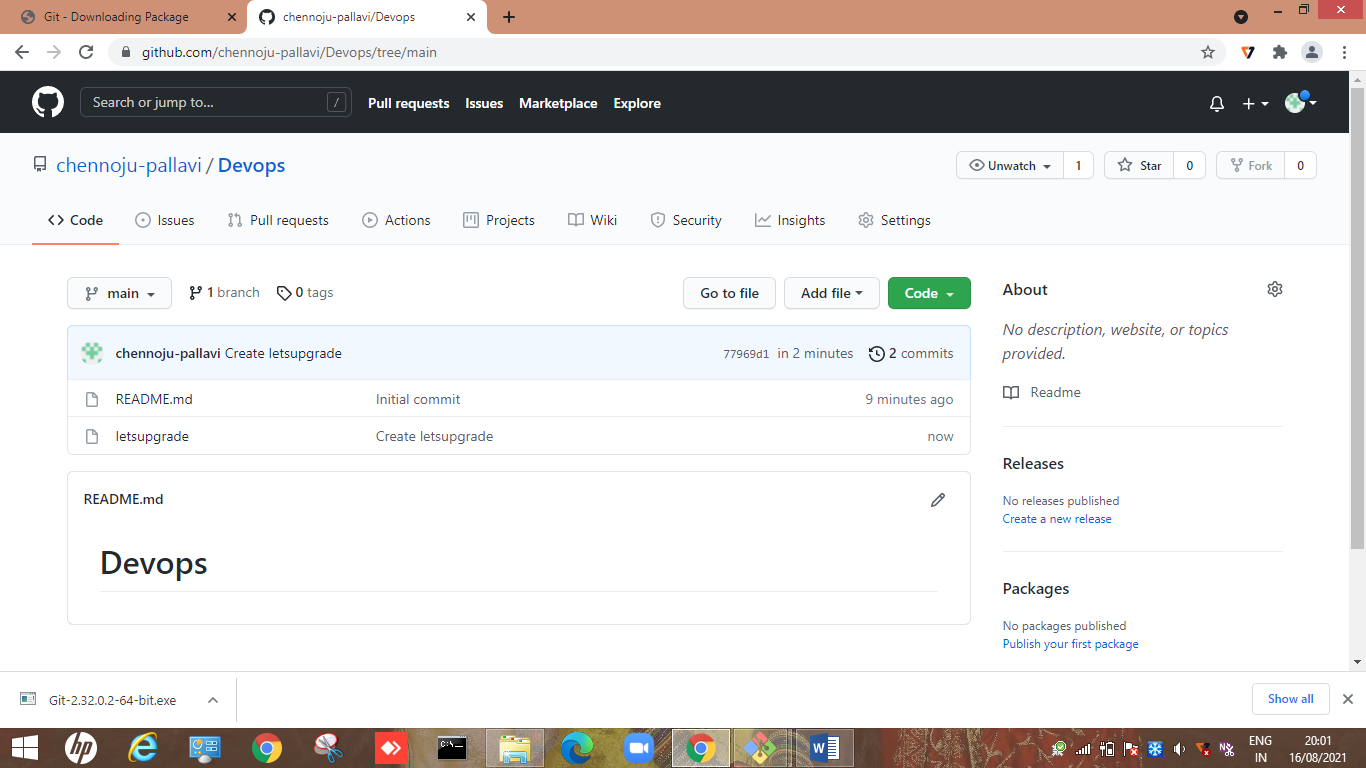 Git - Downloading Package
chennoju-pallavi/Devops
github.com/chennoju-pallavi/Devops/tree/main
Search or jump to... /
Pull requests Issues Marketplace Explore
chennoju-pallavi / Devops
Unwatch 1 Star 0 Fork 0
Code Issues Pull requests Actions Projects Wiki Security Insights Settings
main 1 branch 0 tags Go to file Add file Code
chennoju-pallavi Create letsupgrade 77969d1 in 2 minutes 2 commits
README.md Initial commit 9 minutes ago
letsupgrade Create letsupgrade now
README.md
Devops
About
No description, website, or topics
provided.
Readme
Releases
No releases published
Create a new release
Packages
No packages published
Publish your first package
Git-2.32.0.2-64-bit.exe
Show all
ENG
IN
20:01
16/08/2021